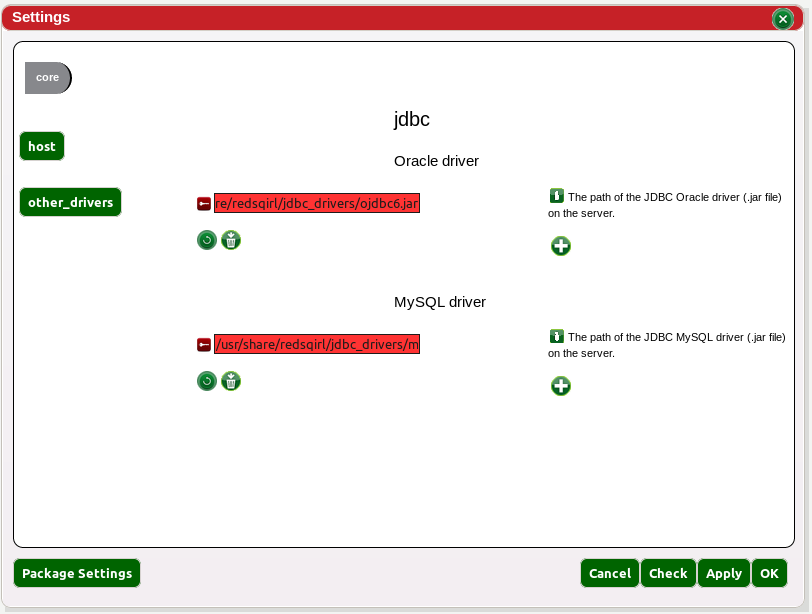 Settings
core
jdbc
host
Oracle driver
other_drivers
re/redsqirl/jdbc_drivers/ojdbc6.jar
The path of the JDBC Oracle driver (.jar file)
on the server.
MySQL driver
/usr/share/redsqirl/jdbc_drivers/m
The path of the JDBC MySQL driver (.jar file)
on the server.
Package Settings
Cancel
Check
Apply
OK